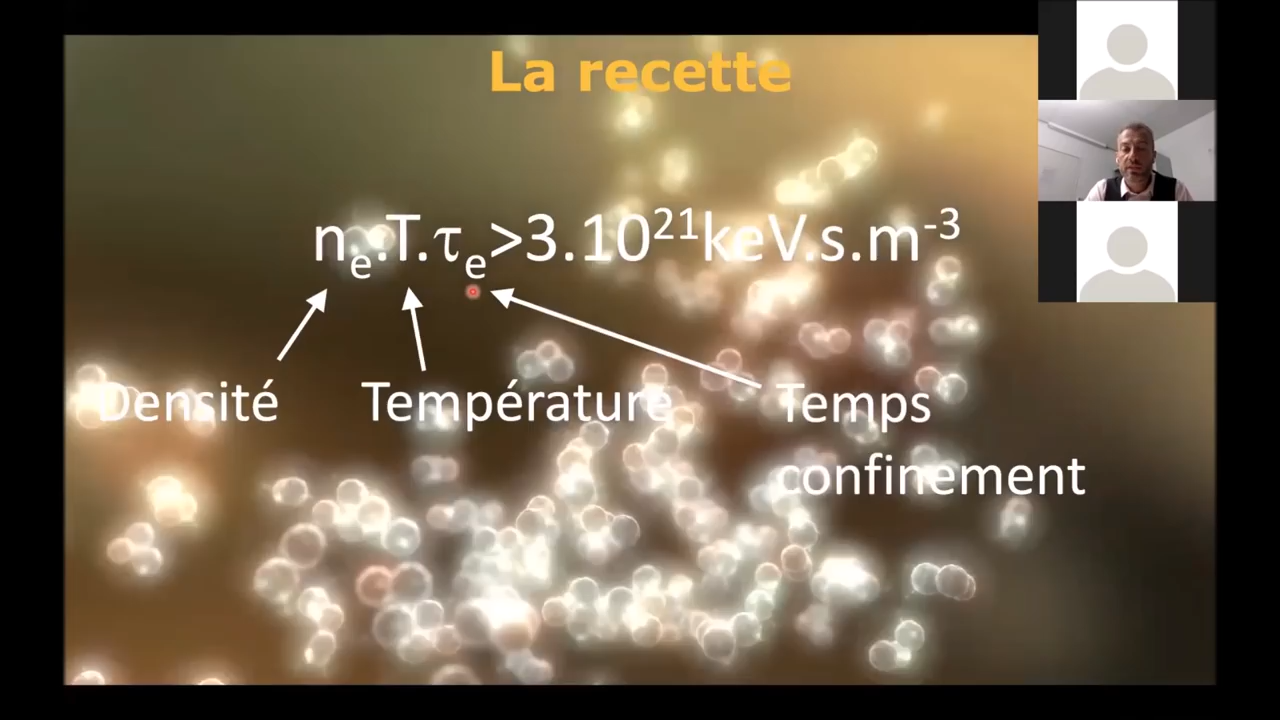 La recette
nₑ.T.τₑ>3.10²¹keV.s.m⁻³
Densité
Température
Temps
confinement